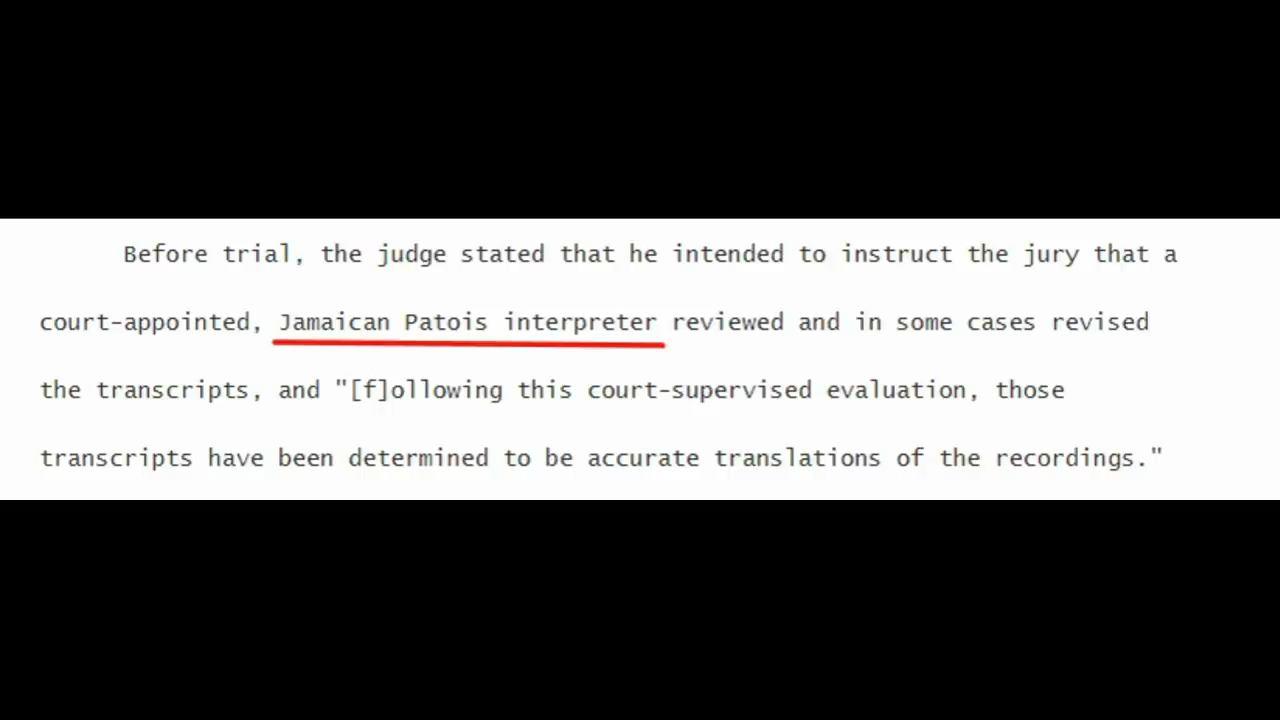 Before trial, the judge stated that he intended to instruct the jury that a
court-appointed, Jamaican Patois interpreter reviewed and in some cases revised
the transcripts, and "[f]ollowing this court-supervised evaluation, those
transcripts have been determined to be accurate translations of the recordings."